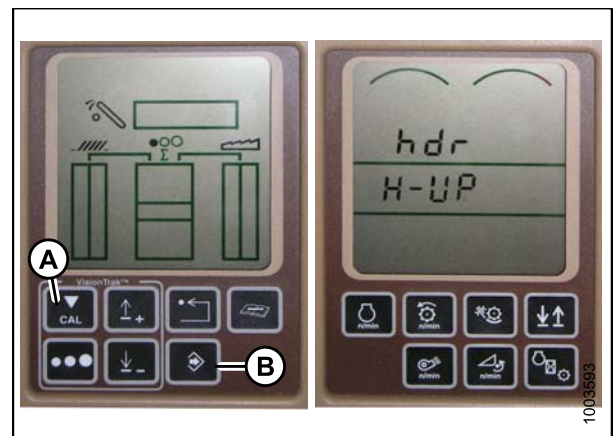 Σ
A
VisionTrak™
CAL
+
-
B
hdr
H-UP
n/min
n/min
n/min
n/min
1003593